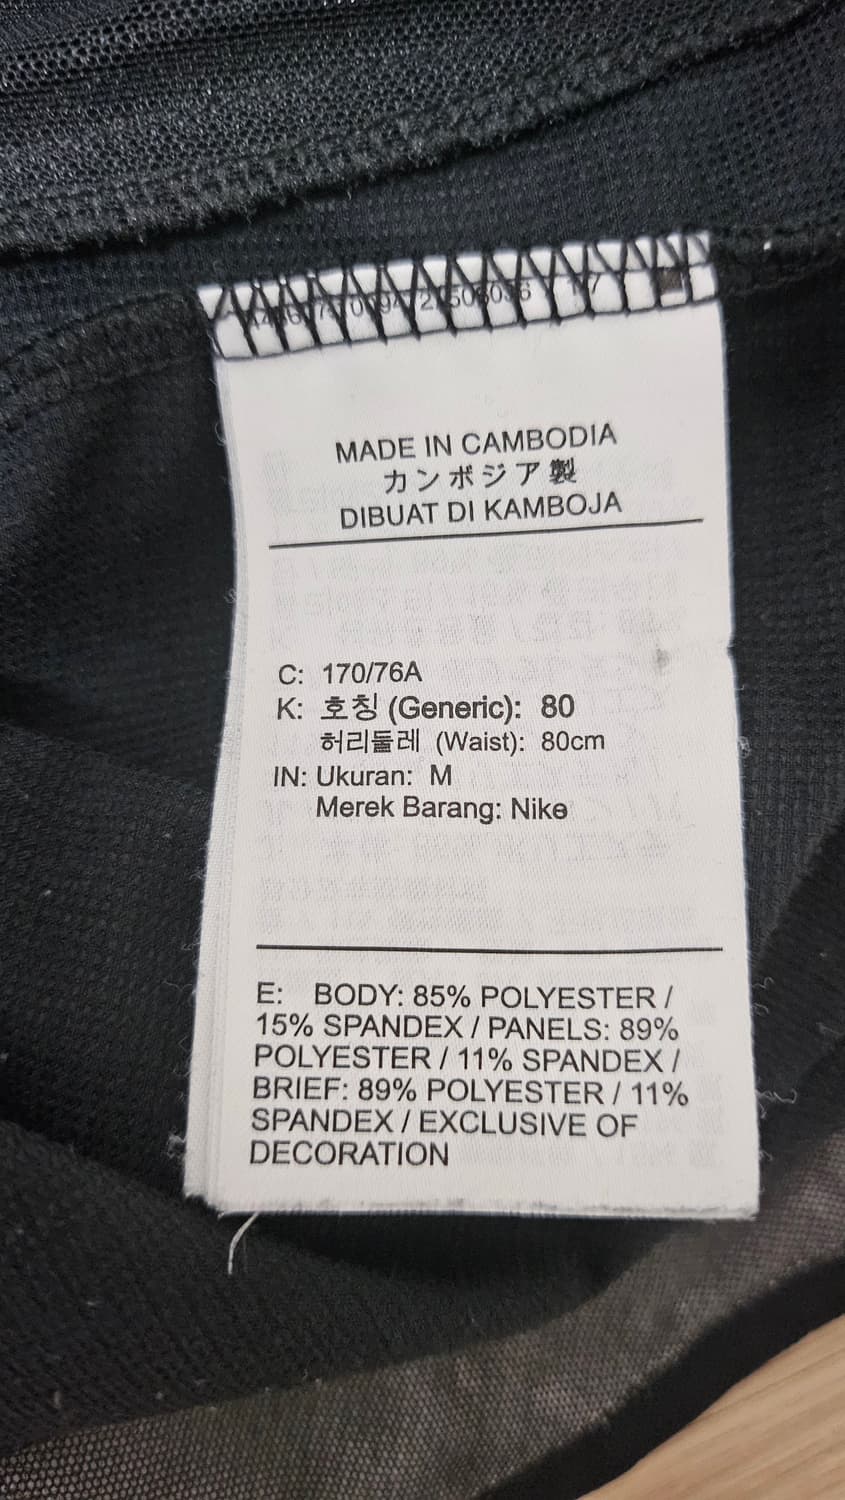 MADE IN CAMBODIA
カンボジア製
DIBUAT DI KAMBOJA
C: 170/76A
K: 호칭 (Generic): 80
허리둘레 (Waist): 80cm
IN: Ukuran: M
Merek Barang: Nike
E: BODY: 85% POLYESTER /
15% SPANDEX / PANELS: 89%
POLYESTER / 11% SPANDEX /
BRIEF: 89% POLYESTER / 11%
SPANDEX / EXCLUSIVE OF
DECORATION